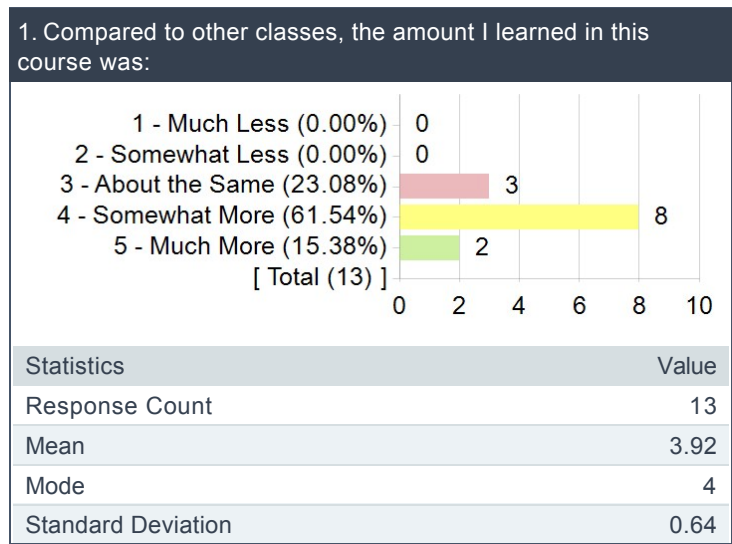 1. Compared to other classes, the amount I learned in this
course was:
1 - Much Less (0.00%) 0
2 - Somewhat Less (0.00%) 0
3 - About the Same (23.08%) 3
4 - Somewhat More (61.54%) 8
5 - Much More (15.38%) 2
[ Total (13) ]
0 2 4 6 8 10
Statistics Value
Response Count 13
Mean 3.92
Mode 4
Standard Deviation 0.64